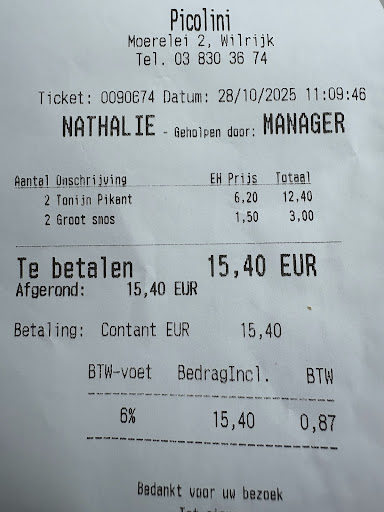 Picolini
Moerelei 2, Wilrijk
Tel. 03 830 36 74
Ticket: 0090674 Datum: 28/10/2025 11:09:46
NATHALIE - Geholpen door: MANAGER
Aantal Omschrijving EH Prijs Totaal
2 Tonijn Pikant 6,20 12,40
2 Groot smos 1,50 3,00
Te betalen 15,40 EUR
Afgerond: 15,40 EUR
Betaling: Contant EUR 15,40
BTW-voet BedragIncl. BTW
6% 15,40 0,87
Bedankt voor uw bezoek